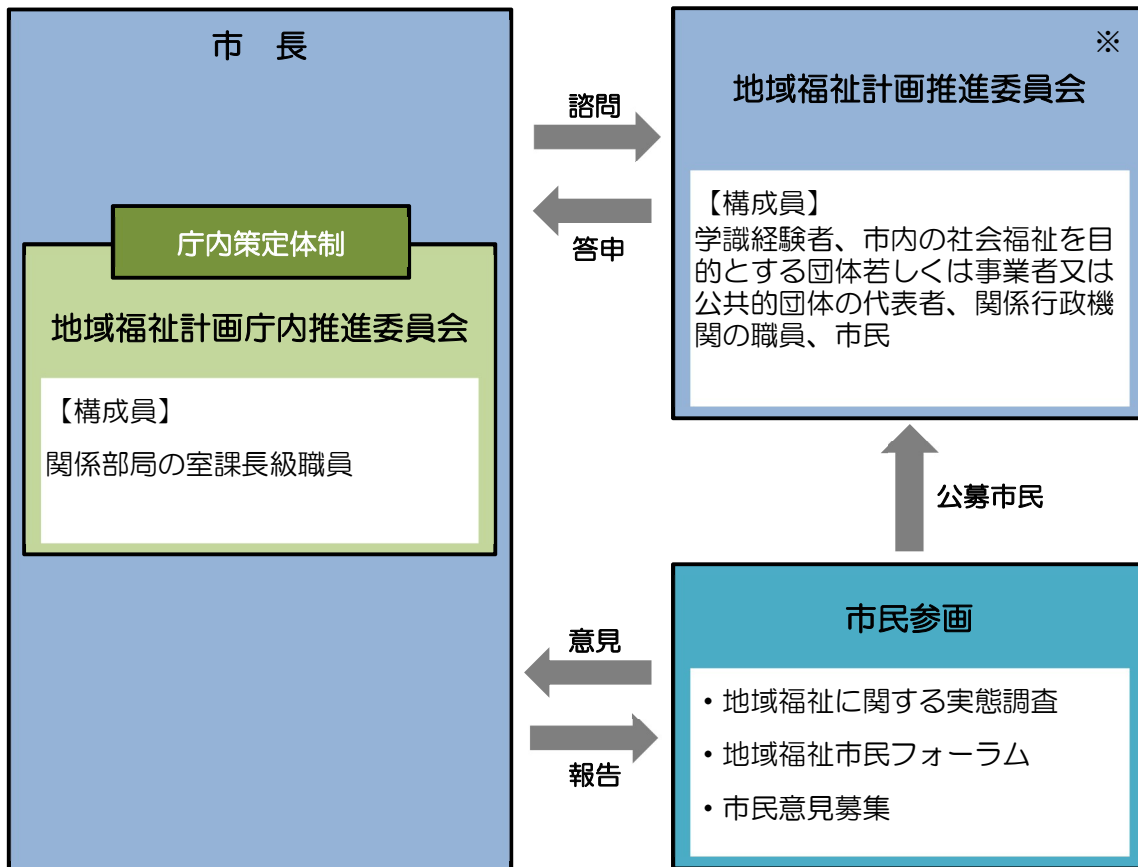 市　長
庁内策定体制
地域福祉計画庁内推進委員会
【構成員】
関係部局の室課長級職員
諮問
答申
※
地域福祉計画推進委員会
【構成員】
学識経験者、市内の社会福祉を目
的とする団体若しくは事業者又は
公共的団体の代表者、関係行政機
関の職員、市民
公募市民
意見
報告
市民参画
・地域福祉に関する実態調査
・地域福祉市民フォーラム
・市民意見募集